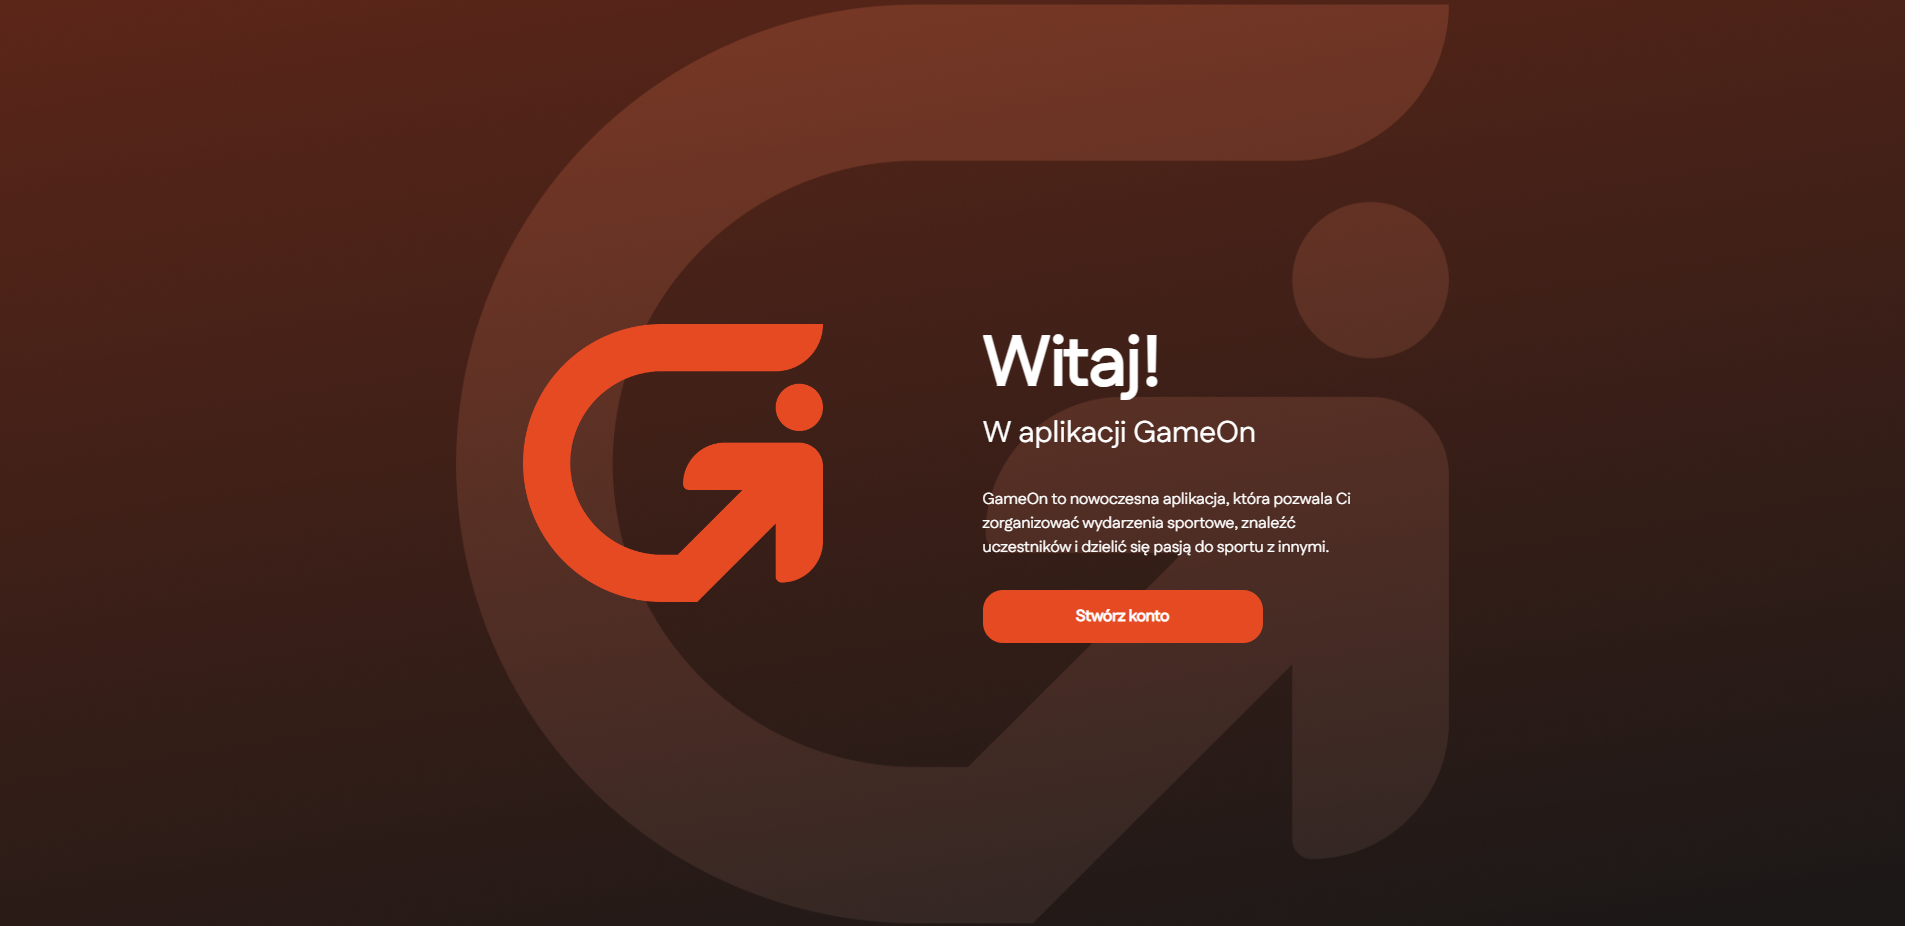 Witaj!
W aplikacji GameOn
GameOn to nowoczesna aplikacja, która pozwala Ci
zorganizować wydarzenia sportowe, znaleźć
uczestników i dzielić się pasją do sportu z innymi.
Stwórz konto